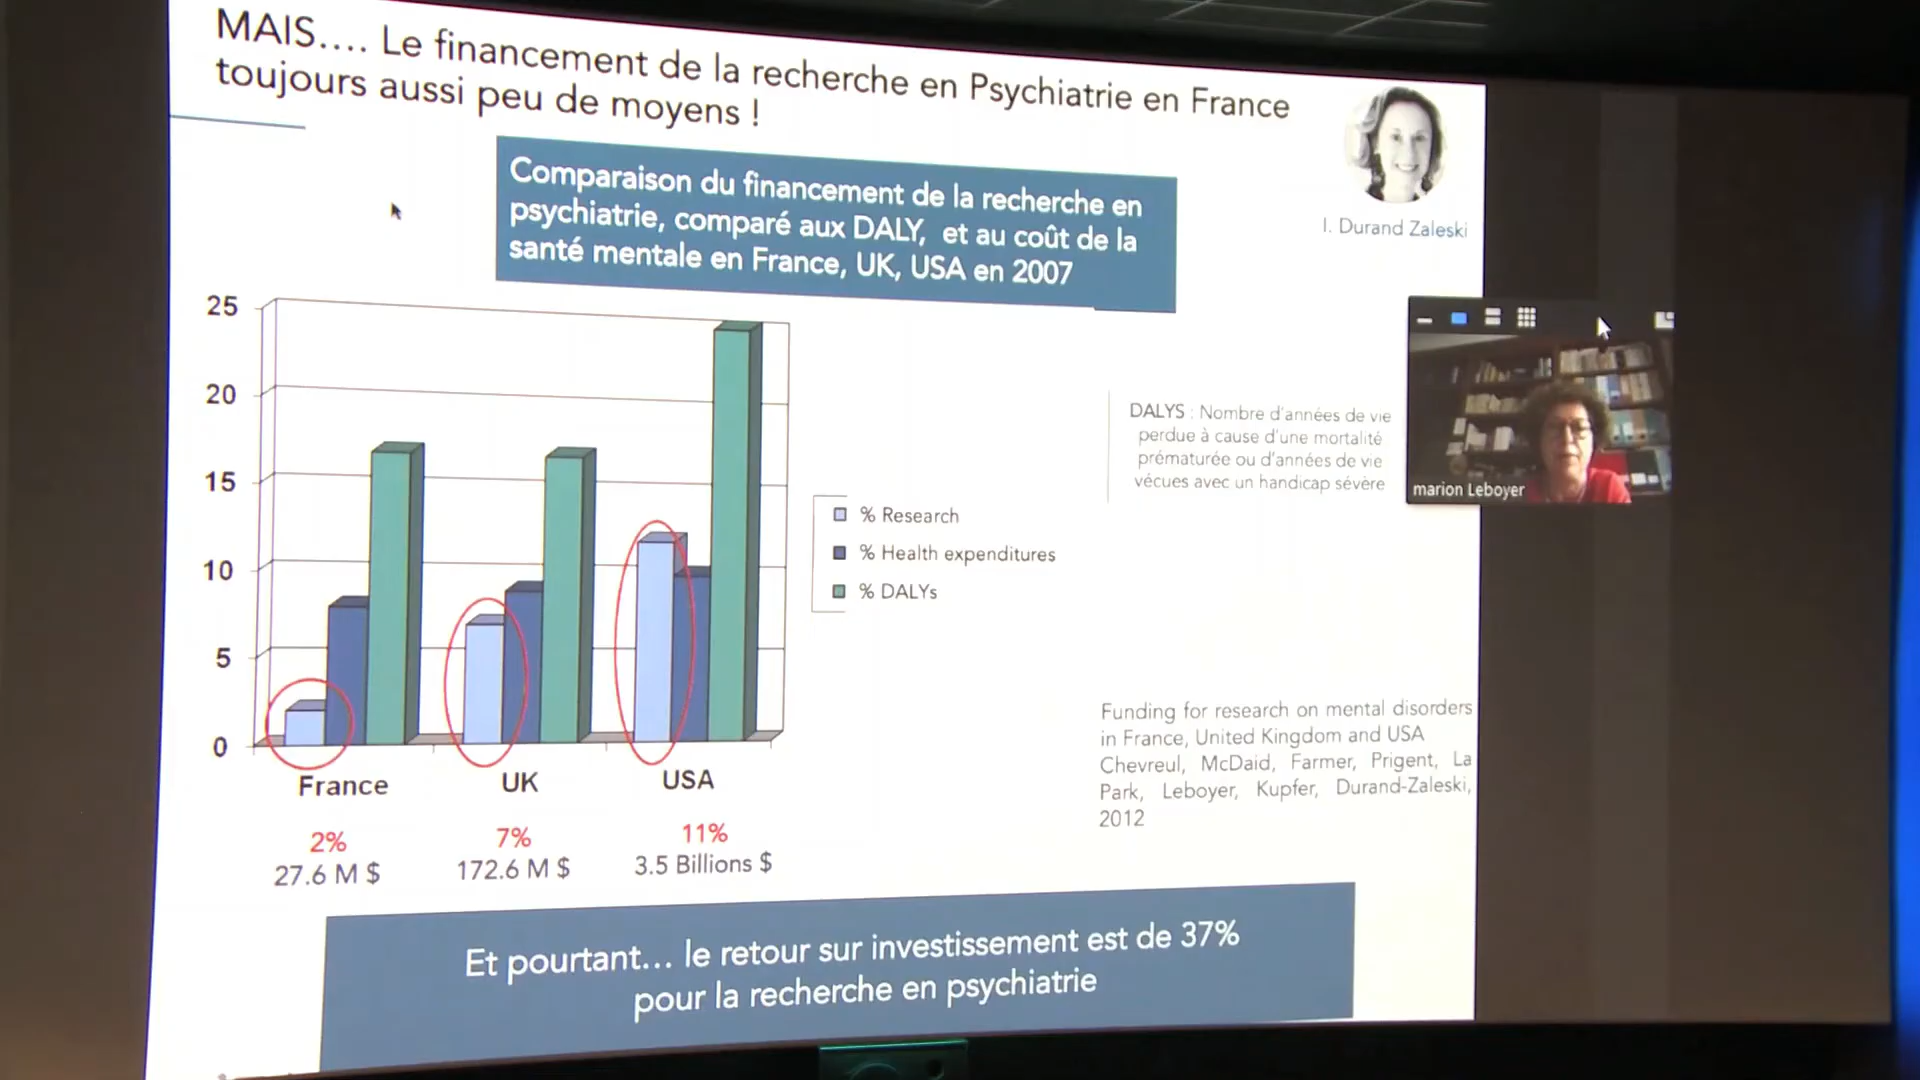 MAIS.... Le financement de la recherche en Psychiatrie en France
toujours aussi peu de moyens !
I. Durand Zaleski
Comparaison du financement de la recherche en
psychiatrie, comparé aux DALY, et au coût de la
santé mentale en France, UK, USA en 2007
25
20
15
10
5
0
France
UK
USA
2%
7%
11%
27.6 M $
172.6 M $
3.5 Billions $
% Research
% Health expenditures
% DALYs
DALYS : Nombre d'années de vie
perdue à cause d'une mortalité
prématurée ou d'années de vie
vécues avec un handicap sévère
marion Leboyer
Funding for research on mental disorders
in France, United Kingdom and USA
Chevreul, McDaid, Farmer, Prigent, La
Park, Leboyer, Kupfer, Durand-Zaleski,
2012
Et pourtant... le retour sur investissement est de 37%
pour la recherche en psychiatrie